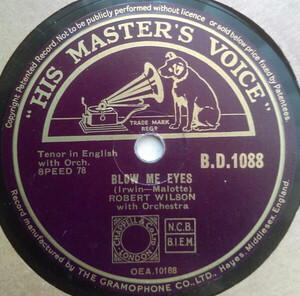 Copyright. Patented Record. Not to be publicly performed without licence or sold below price fixed by patentees.
"HIS MASTER'S VOICE"
TRADE MARK
REGD
Tenor in English
with Orch.
SPEED 78
B.D.1088
BLOW ME EYES
(Irwin—Malotte)
ROBERT WILSON
with Orchestra
CHAPPELL & Co Ltd
LONDON
N.C.B.
B.I.E.M.
OEA.10188
Record manufactured by THE GRAMOPHONE CO., LTD., Hayes, Middlesex, England.